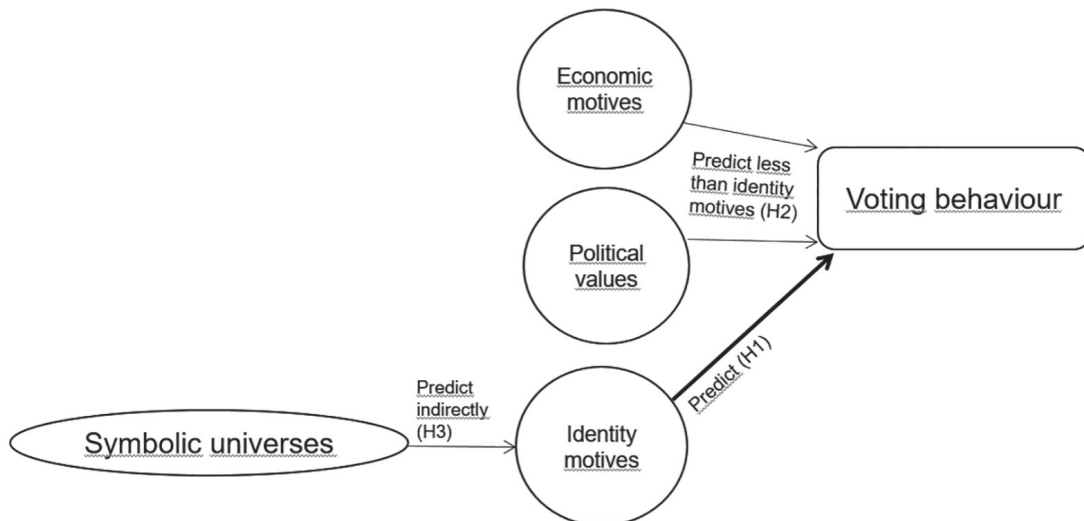 Economic
motives
Predict less
than identity
motives (H2)
Voting behaviour
Political
values
Predict (H1)
Predict
indirectly
(H3)
Symbolic universes
Identity
motives